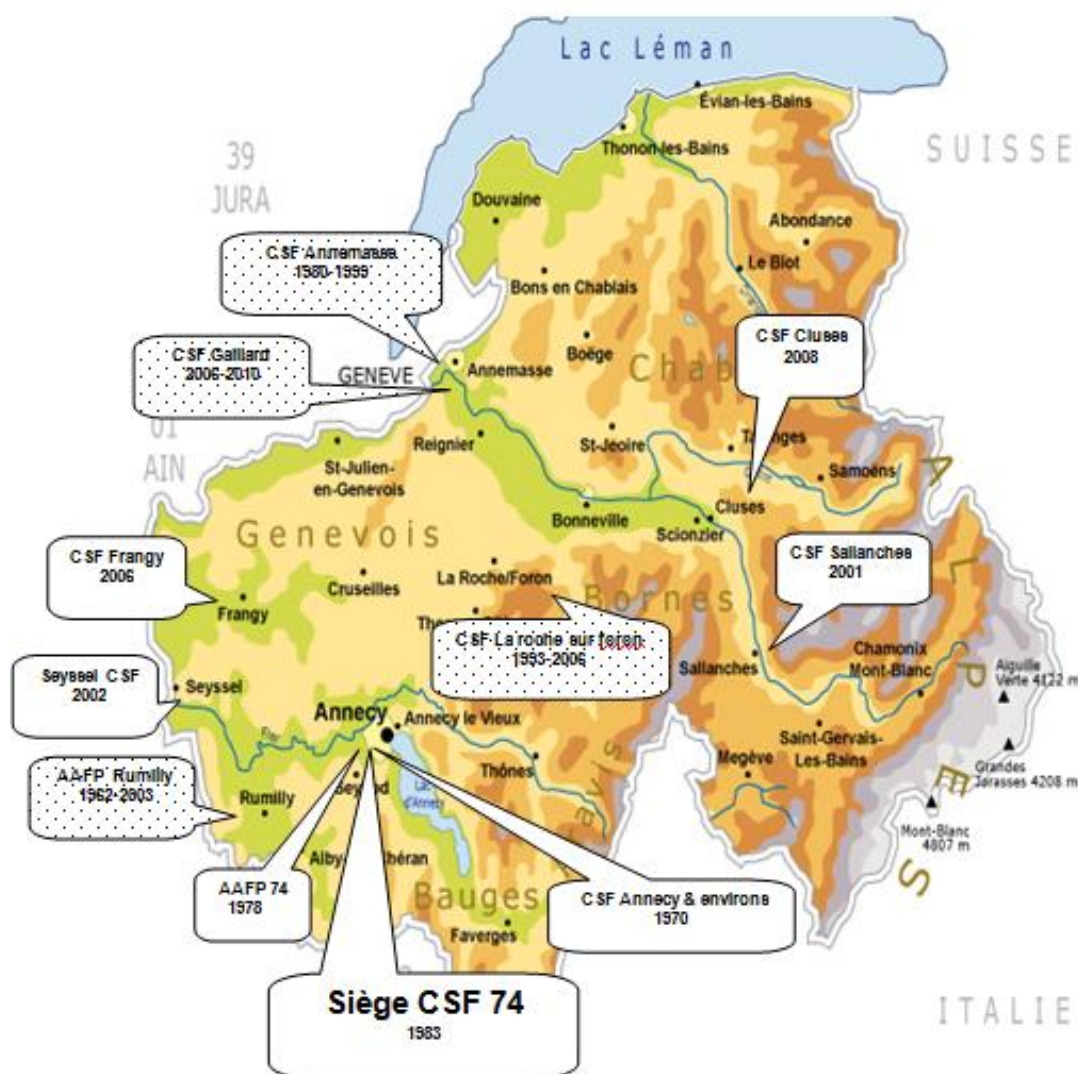 Lac Léman
Évian-les-Bains
SUISSE
Thonon-les-Bains
39
JURA
Douvaine
Abondance
CSF Annemasse
1980-1999
Le Biot
Bons en Chablais
CSF Cluses
2008
CSF Gaillard
2006-2010
Boëge
GENEVE
Annemasse
Chab
01
AIN
Reignier
St-Jeoire
St-Julien-
en-Genevois
Samoëns
ALPES
Genevois
Bonneville
Cluses
Scionzier
CSF Frangy
2006
CSF Sallanches
2001
Cruseilles
La Roche/Foron
Bornes
Frangy
CSF La roche sur foron
1993-2006
Sallanches
Chamonix
Mont-Blanc
Aiguille
Verte 4122 m
Seyssel CSF
2002
Seyssel
Annecy
Annecy le Vieux
Saint-Gervais-
Les-Bains
Megève
Grandes
Jorasses 4208 m
Thônes
AAFP Rumilly
1962-2003
Rumilly
Lac
d'Annecy
Mont-Blanc
4807 m
AAFP 74
1978
Bauges
CSF Annecy & environs
1970
Faverges
Siège CSF 74
1983
ITALIE